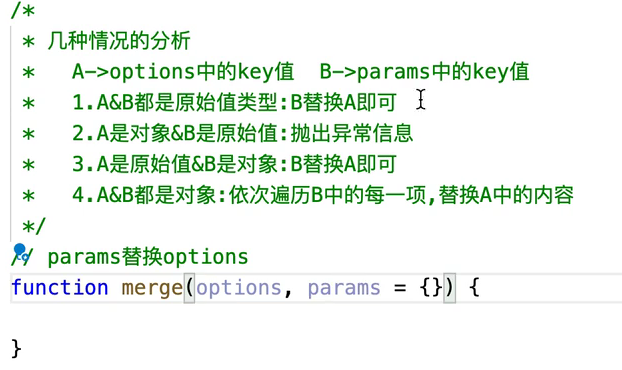 /*
* 几种情况的分析
*   A->options中的key值  B->params中的key值
*   1.A&B都是原始值类型:B替换A即可
*   2.A是对象&B是原始值:抛出异常信息
*   3.A是原始值&B是对象:B替换A即可
*   4.A&B都是对象:依次遍历B中的每一项,替换A中的内容
*/
// params替换options
function merge(options, params = {}) {
}